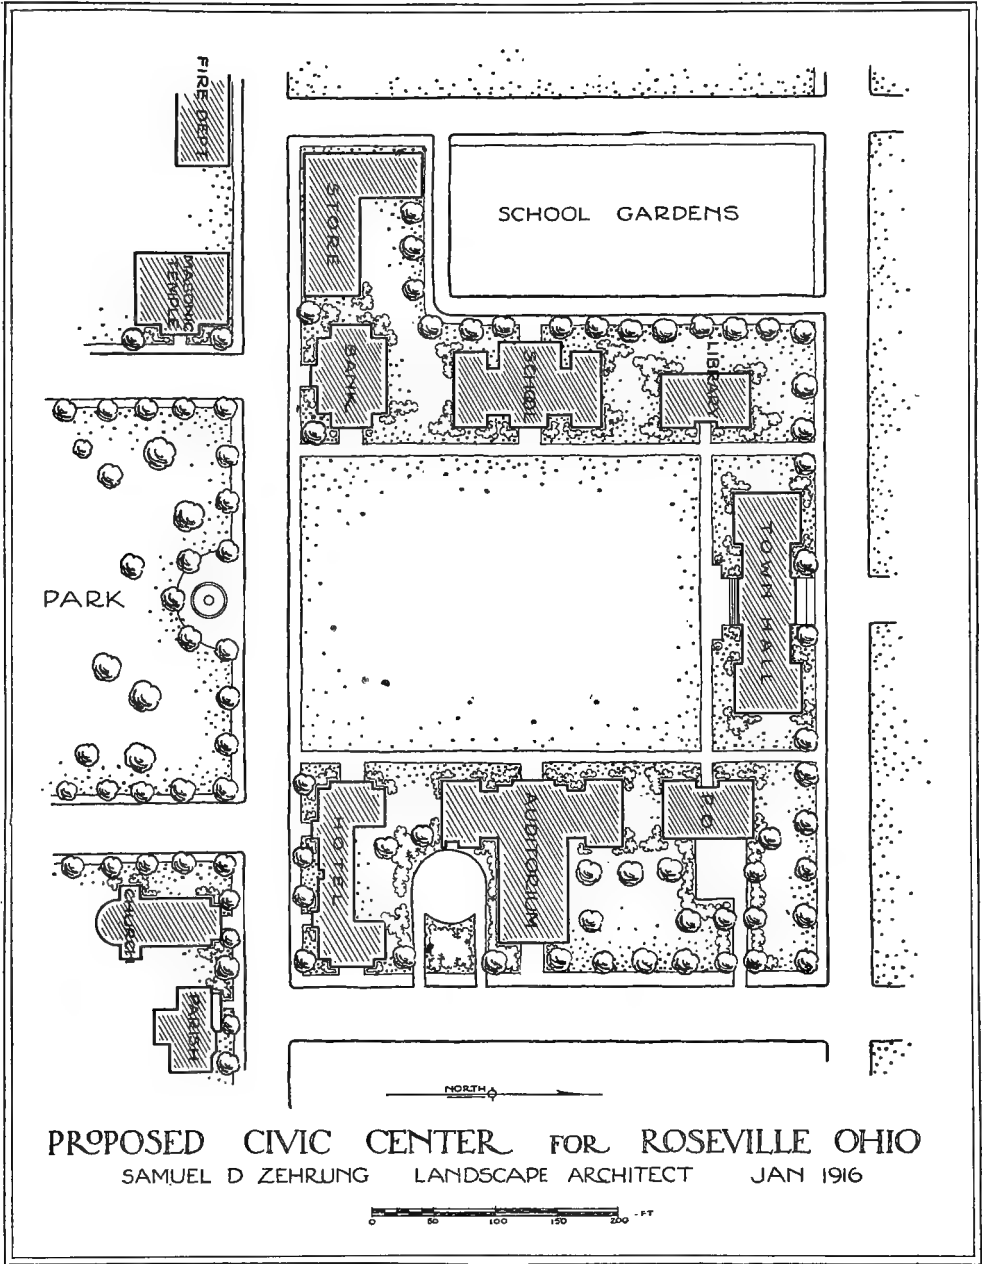 FIRE DEPT
STORE
SCHOOL GARDENS
MASONIC
TEMPLE
BANK
SCHOOL
LIBRARY
TOWN HALL
PARK
HOTEL
AUDITORIUM
P.O.
CHURCH
PARISH
NORTH
PROPOSED CIVIC CENTER FOR ROSEVILLE OHIO
SAMUEL D ZEHRUNG LANDSCAPE ARCHITECT JAN 1916
0 50 100 150 200 - FT